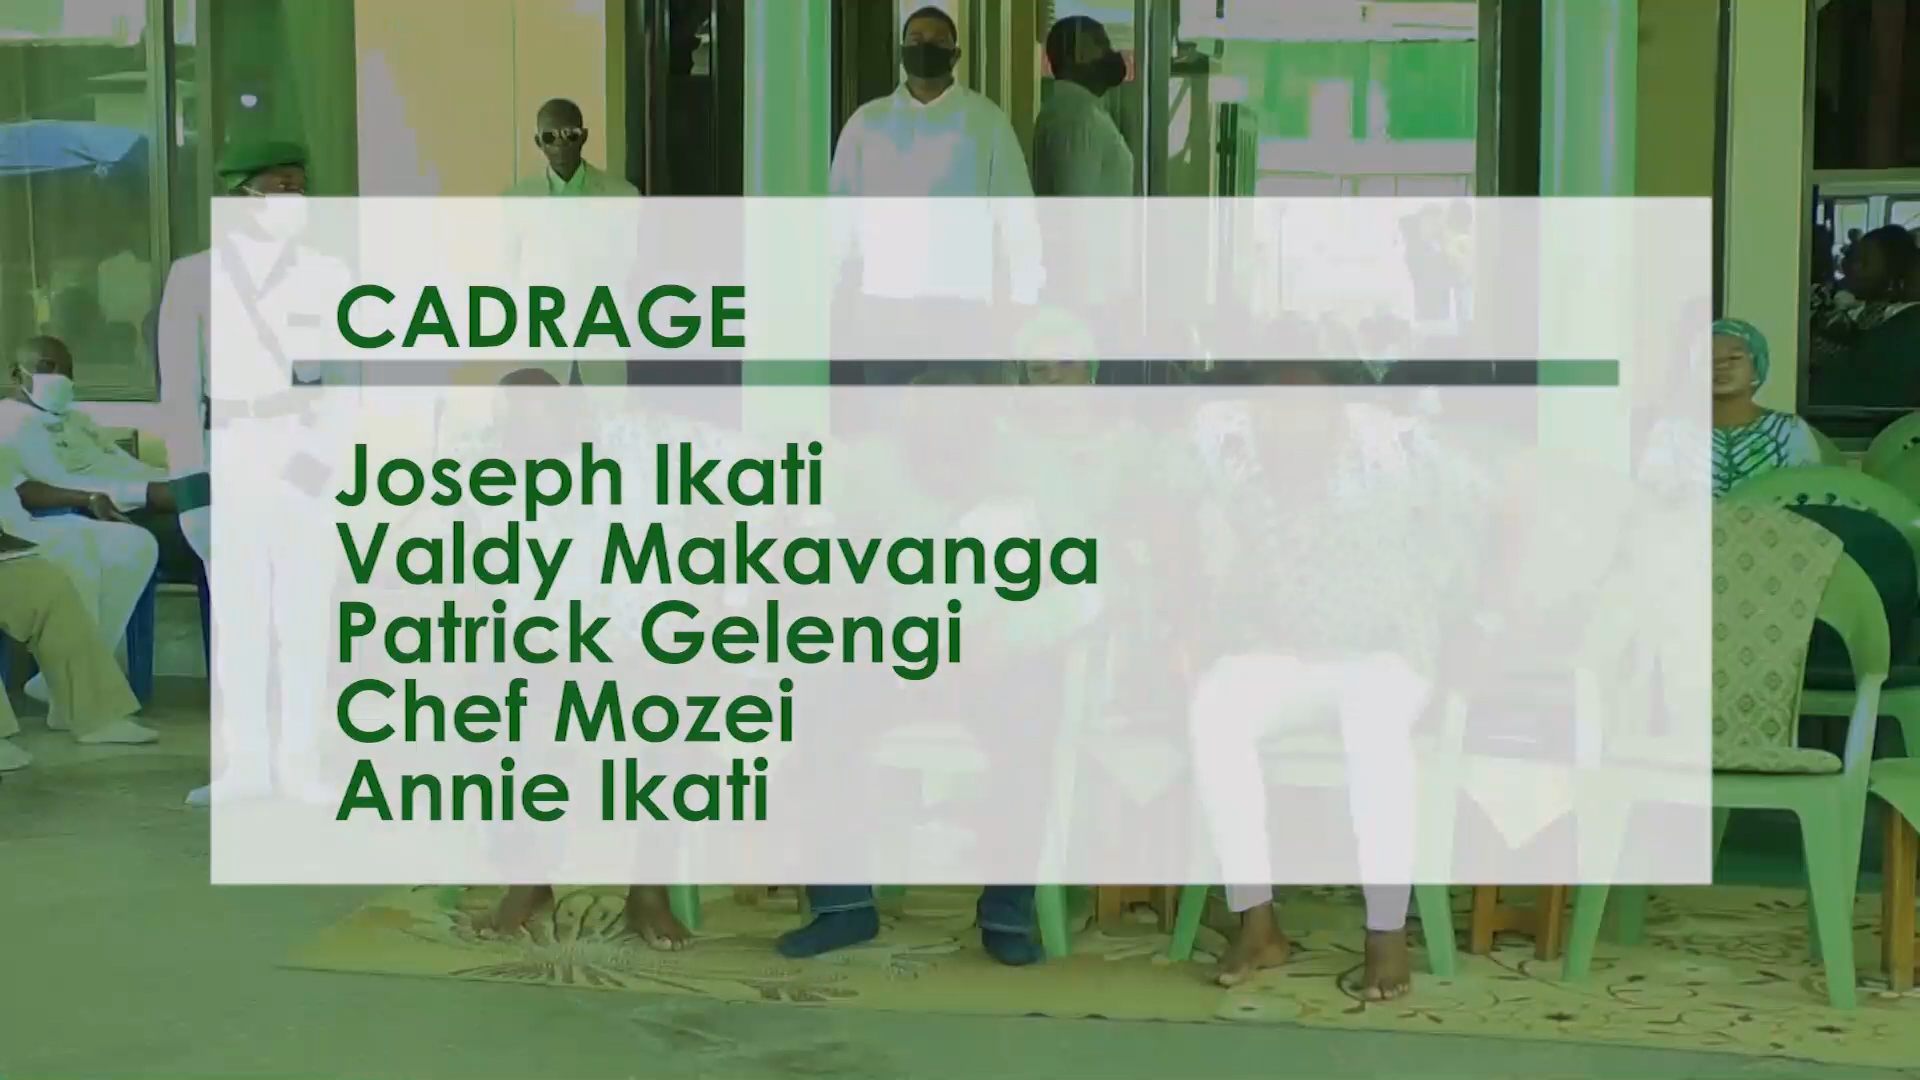 CADRAGE
Joseph Ikati
Valdy Makavanga
Patrick Gelengi
Chef Mozei
Annie Ikati